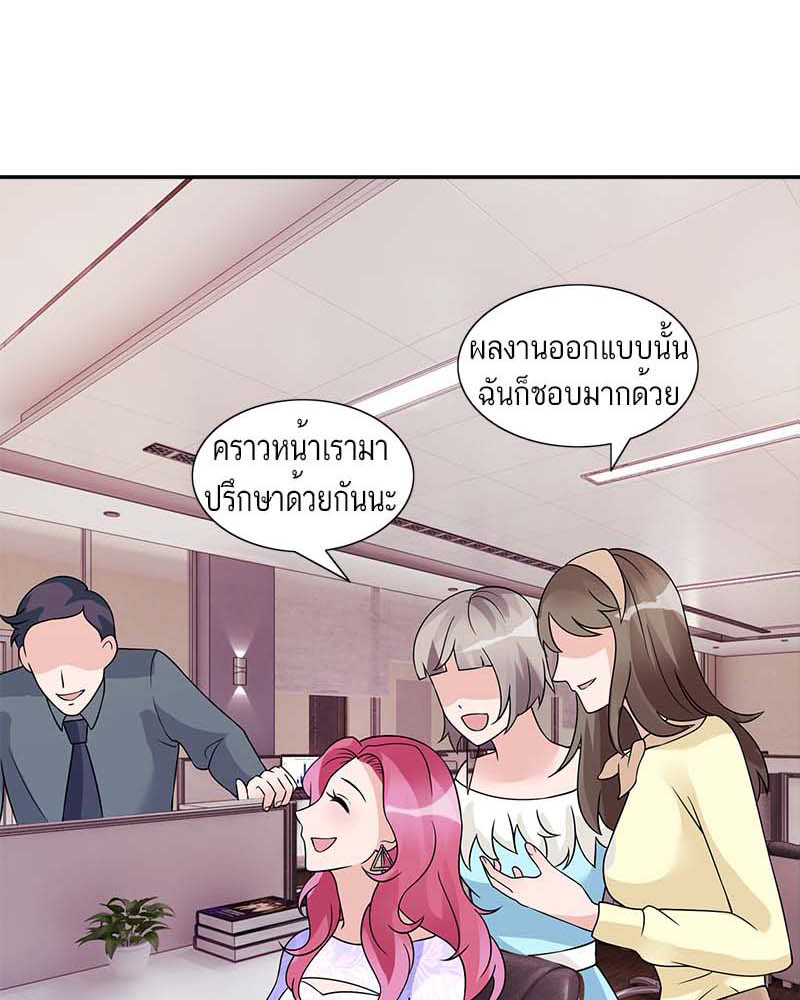 ผลงานออกแบบนั้น
ฉันก็ชอบมากด้วย
คราวหน้าเรามา
ปรึกษาด้วยกันนะ